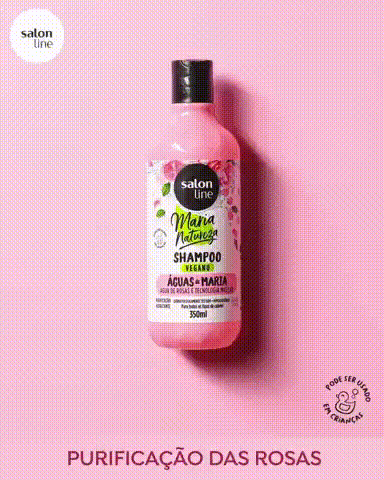 salon
line
salon
line
Maria
Natureza
SHAMPOO
VEGANO
ÁGUAS de MARIA
ÁGUA DE ROSAS E TECNOLOGIA
350ml
PODE SER USADO
EM CRIANÇAS
PURIFICAÇÃO DAS ROSAS